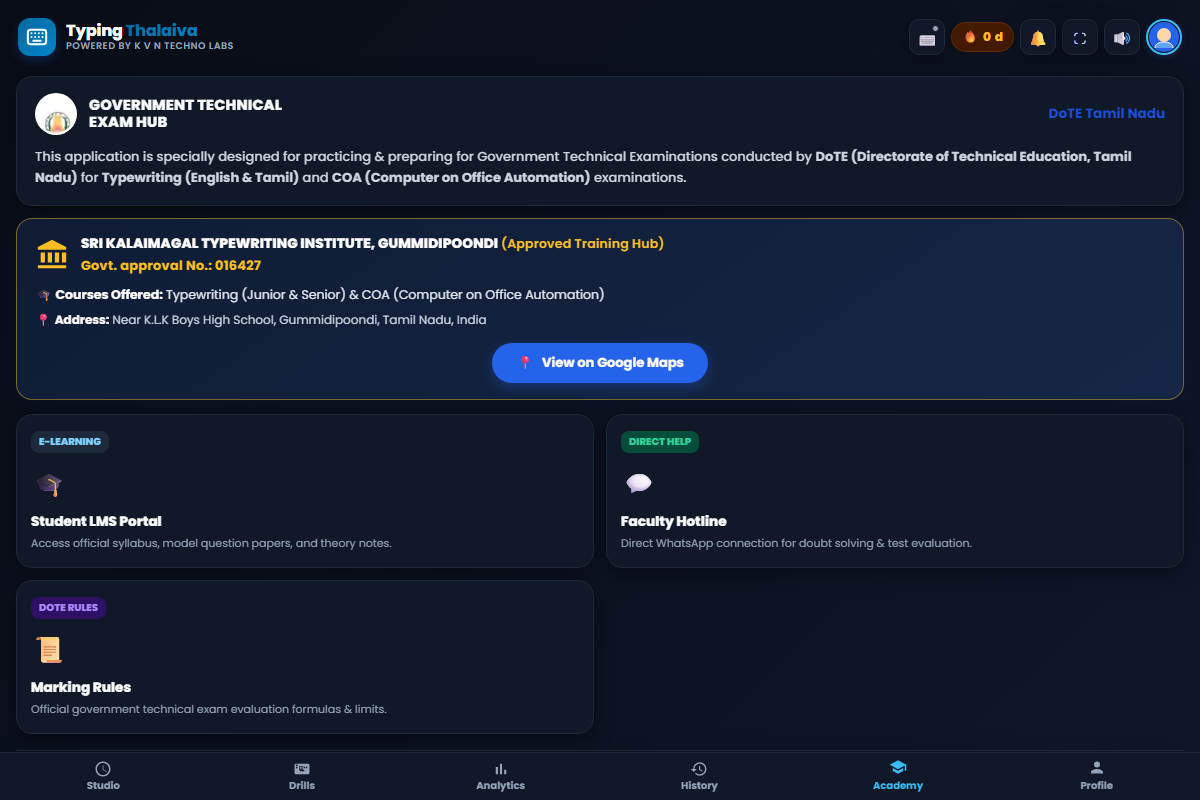 Typing Thalaiva
POWERED BY K V N TECHNO LABS
0 d
GOVERNMENT TECHNICAL
EXAM HUB
DoTE Tamil Nadu
This application is specially designed for practicing & preparing for Government Technical Examinations conducted by DoTE (Directorate of Technical Education, Tamil
Nadu) for Typewriting (English & Tamil) and COA (Computer on Office Automation) examinations.
SRI KALAIMAGAL TYPEWRITING INSTITUTE, GUMMIDIPOONDI (Approved Training Hub)
Govt. approval No.: 016427
Courses Offered: Typewriting (Junior & Senior) & COA (Computer on Office Automation)
Address: Near K.L.K Boys High School, Gummidipoondi, Tamil Nadu, India
View on Google Maps
E-LEARNING
Student LMS Portal
Access official syllabus, model question papers, and theory notes.
DIRECT HELP
Faculty Hotline
Direct WhatsApp connection for doubt solving & test evaluation.
DOTE RULES
Marking Rules
Official government technical exam evaluation formulas & limits.
Studio
Drills
Analytics
History
Academy
Profile